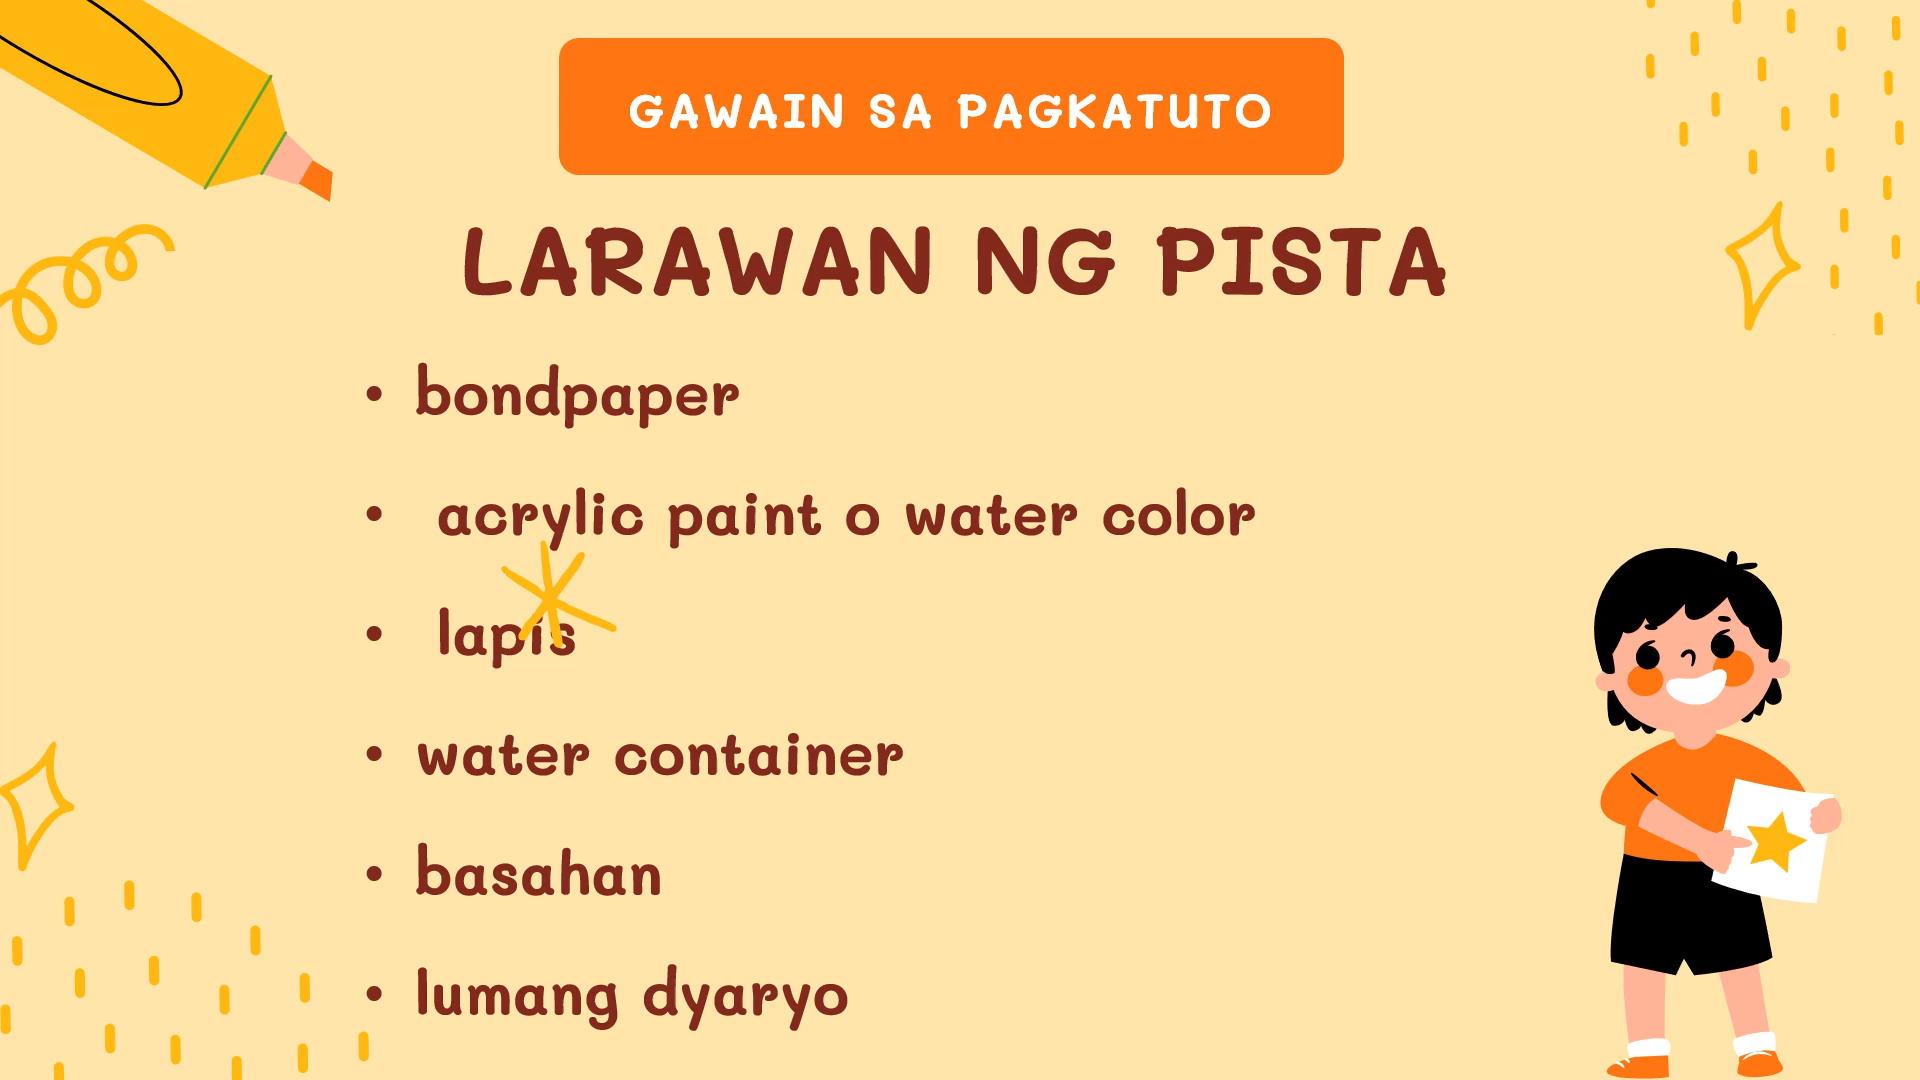 GAWAIN SA PAGKATUTO
LARAWAN NG PISTA
• bondpaper
• acrylic paint o water color
• lapis
• water container
• basahan
• lumang dyaryo